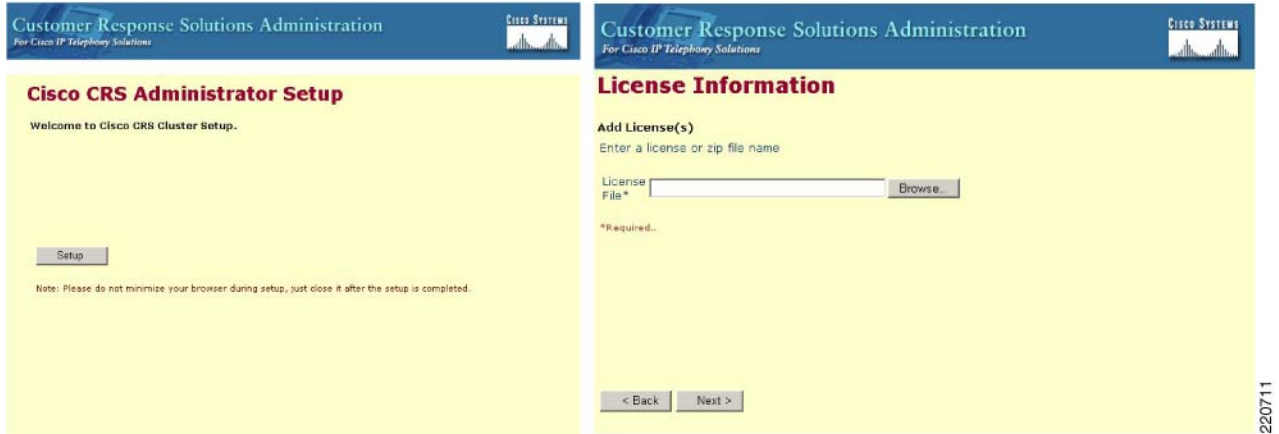 Customer Response Solutions Administration
For Cisco IP Telephony Solutions
CISCO SYSTEMS
Cisco CRS Administrator Setup
Welcome to Cisco CRS Cluster Setup.
Setup
Note: Please do not minimize your browser during setup, just close it after the setup is completed.
Customer Response Solutions Administration
For Cisco IP Telephony Solutions
CISCO SYSTEMS
License Information
Add License(s)
Enter a license or zip file name
License
File*
Browse...
*Required..
< Back
Next >
220711